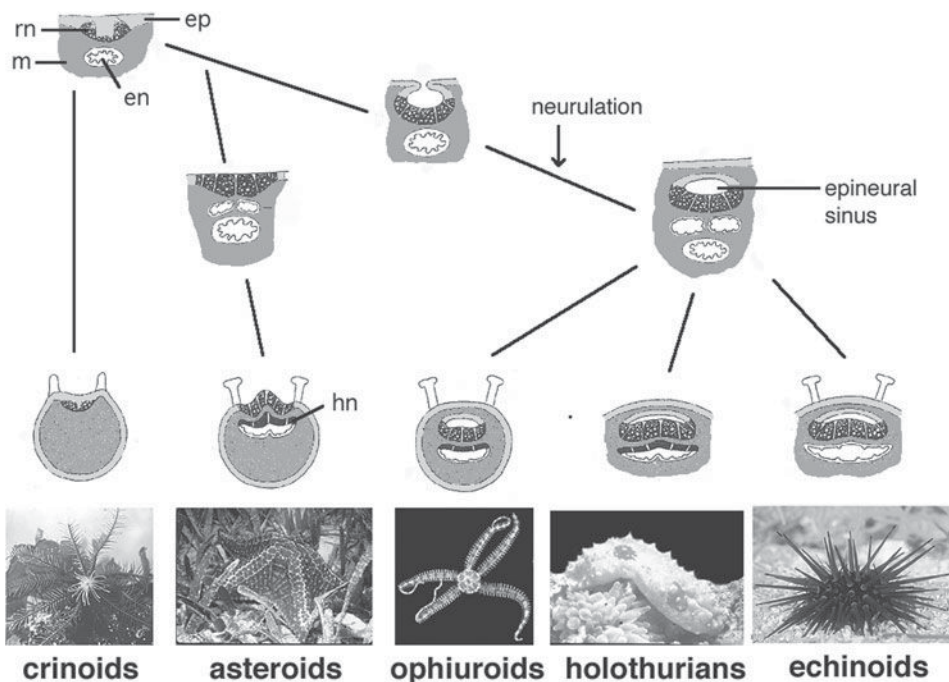 rn
ep
m
en
neurulation
epineural
sinus
hn
crinoids
asteroids
ophiuroids
holothurians
echinoids